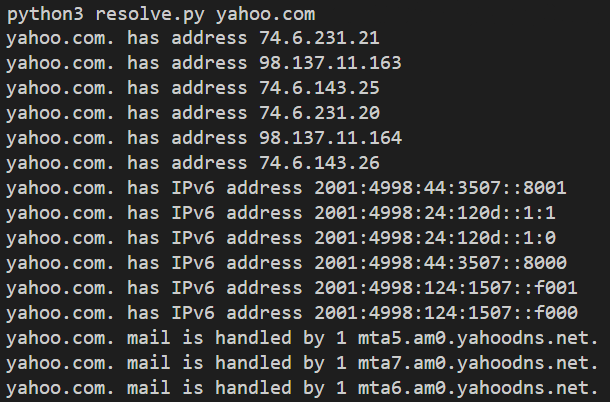 python3 resolve.py yahoo.com
yahoo.com. has address 74.6.231.21
yahoo.com. has address 98.137.11.163
yahoo.com. has address 74.6.143.25
yahoo.com. has address 74.6.231.20
yahoo.com. has address 98.137.11.164
yahoo.com. has address 74.6.143.26
yahoo.com. has IPv6 address 2001:4998:44:3507::8001
yahoo.com. has IPv6 address 2001:4998:24:120d::1:1
yahoo.com. has IPv6 address 2001:4998:24:120d::1:0
yahoo.com. has IPv6 address 2001:4998:44:3507::8000
yahoo.com. has IPv6 address 2001:4998:124:1507::f001
yahoo.com. has IPv6 address 2001:4998:124:1507::f000
yahoo.com. mail is handled by 1 mta5.am0.yahoodns.net.
yahoo.com. mail is handled by 1 mta7.am0.yahoodns.net.
yahoo.com. mail is handled by 1 mta6.am0.yahoodns.net.